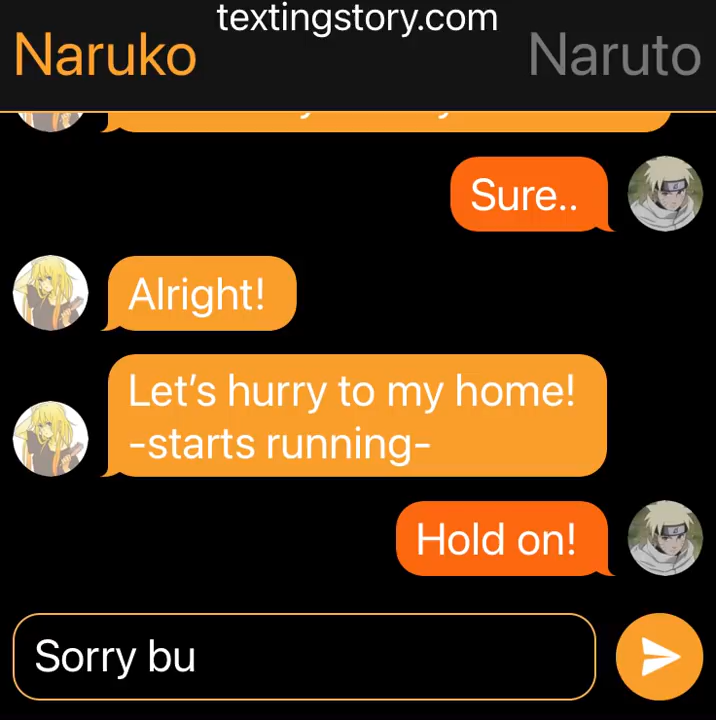 textingstory.com
Naruko
Naruto
Sure..
Alright!
Let's hurry to my home!
-starts running-
Hold on!
Sorry bu